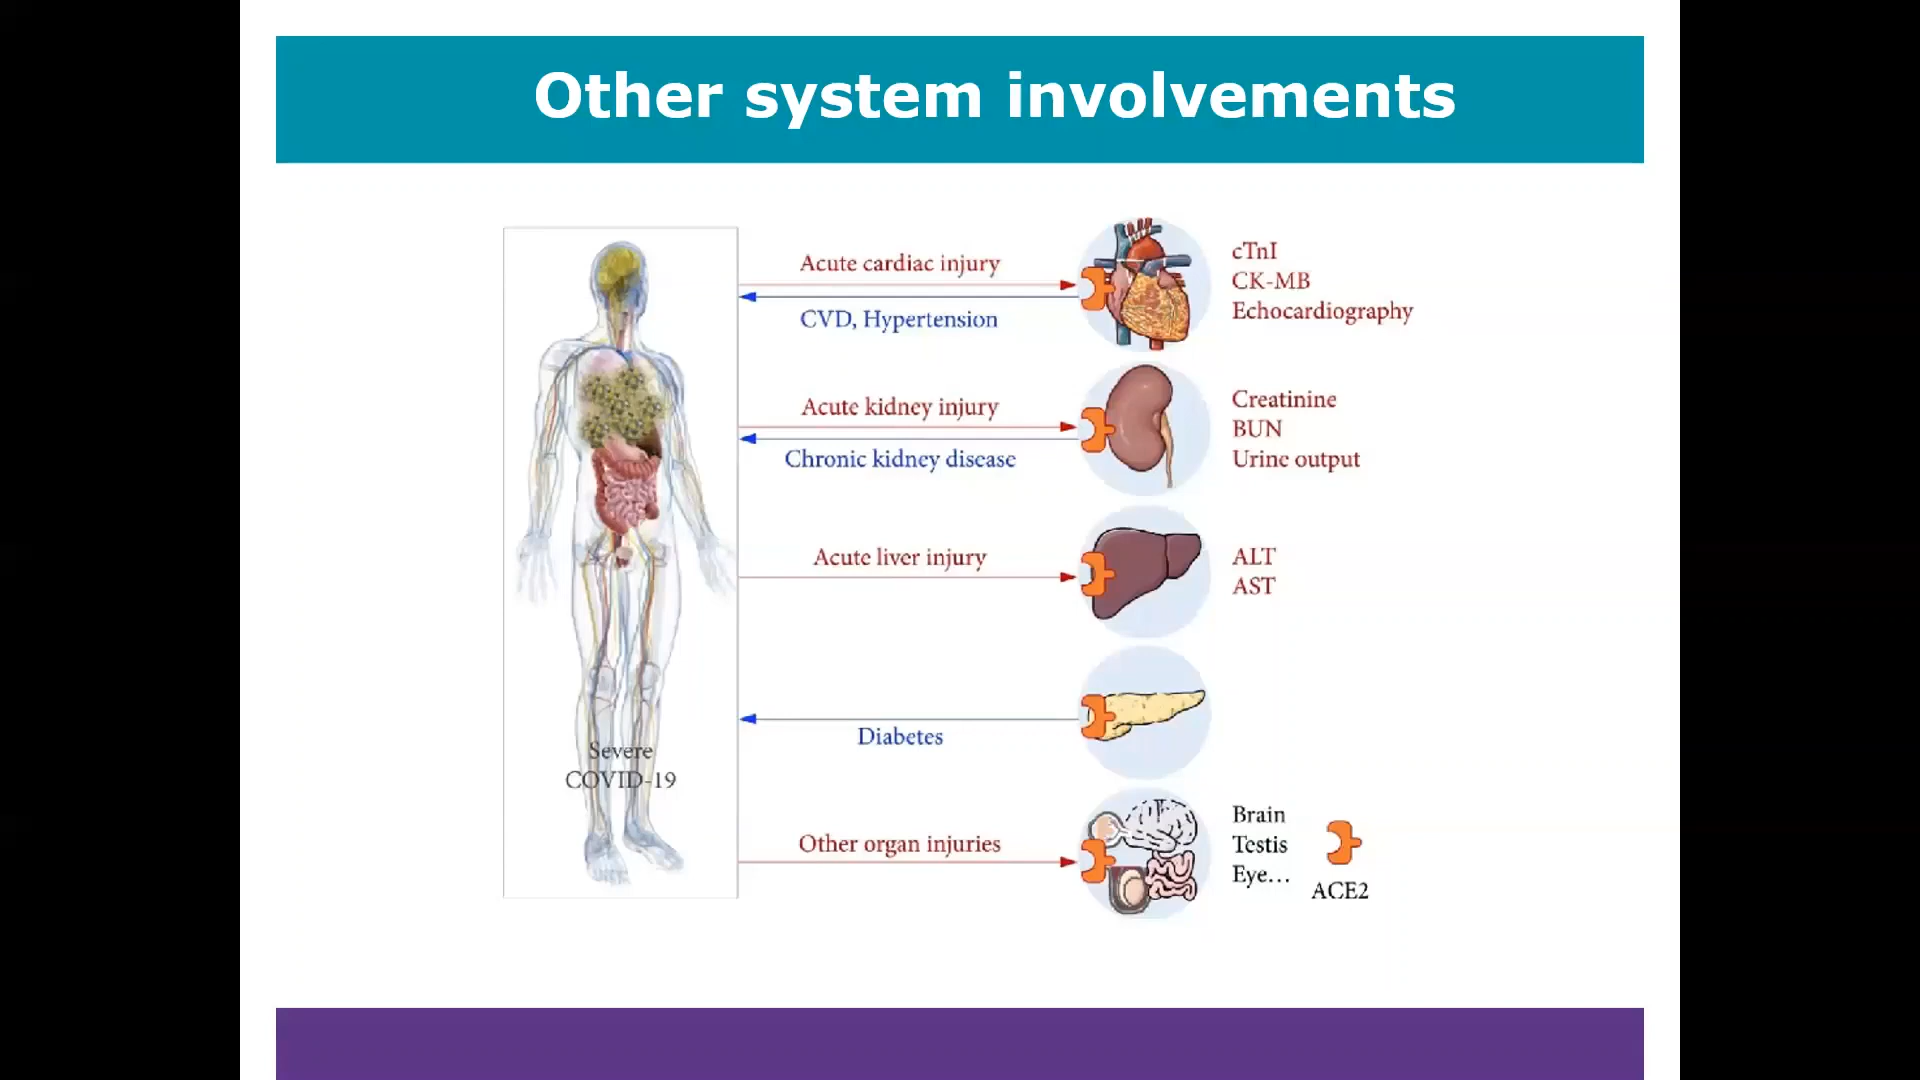 Other system involvements
Acute cardiac injury
CVD, Hypertension
cTnI
CK-MB
Echocardiography
Acute kidney injury
Chronic kidney disease
Creatinine
BUN
Urine output
Acute liver injury
ALT
AST
Diabetes
Severe
COVID-19
Other organ injuries
Brain
Testis
Eye…
ACE2